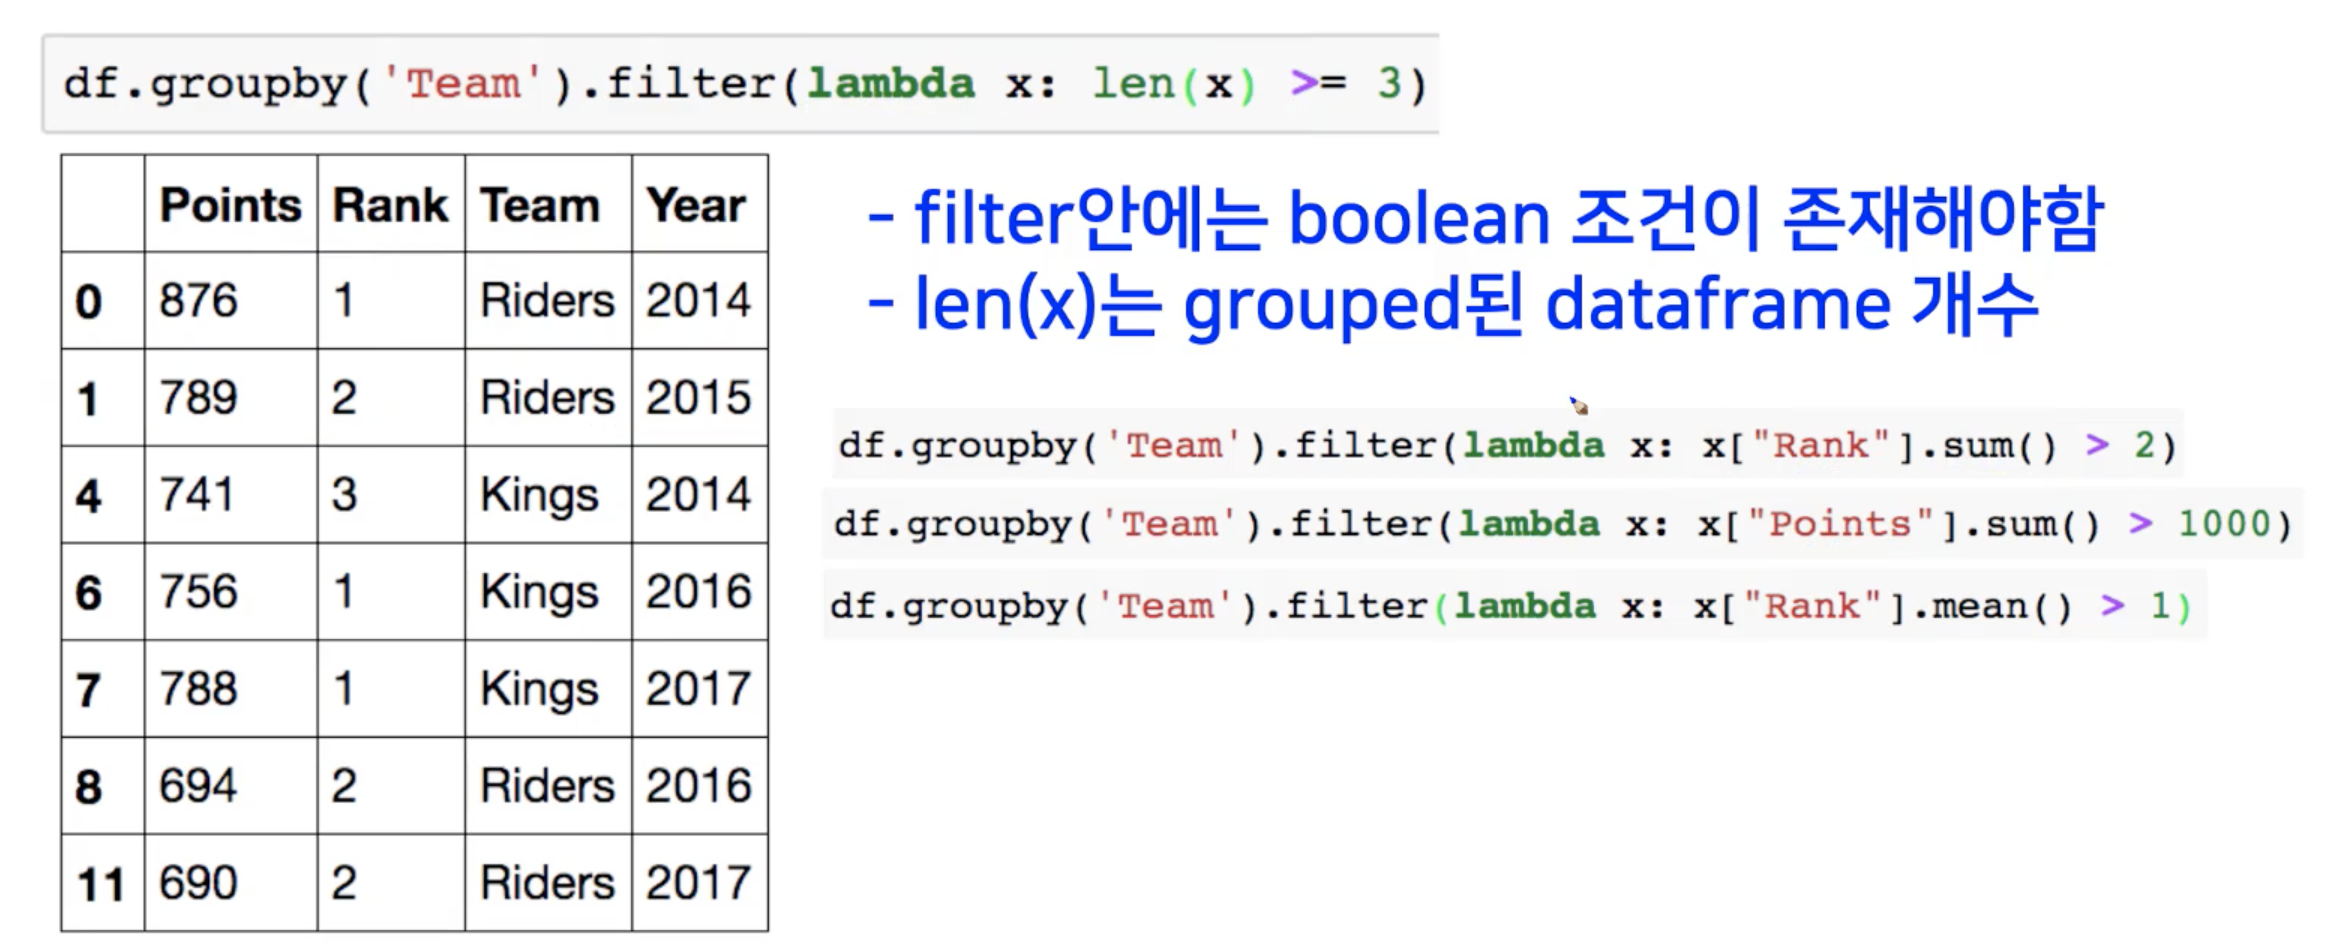 df.groupby('Team').filter(lambda x: len(x) >= 3)
Points Rank Team Year
0 876 1 Riders 2014
1 789 2 Riders 2015
4 741 3 Kings 2014
6 756 1 Kings 2016
7 788 1 Kings 2017
8 694 2 Riders 2016
11 690 2 Riders 2017
- filter안에는 boolean 조건이 존재해야함
- len(x)는 grouped된 dataframe 개수
df.groupby('Team').filter(lambda x: x["Rank"].sum() > 2)
df.groupby('Team').filter(lambda x: x["Points"].sum() > 1000)
df.groupby('Team').filter(lambda x: x["Rank"].mean() > 1)